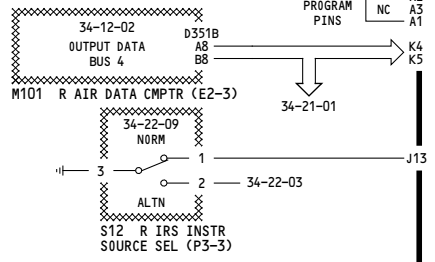 PROGRAM
PINS
NC
A3
A1
34-12-02
OUTPUT DATA
BUS 4
D351B
A8
B8
K4
K5
M101 R AIR DATA CMPTR (E2-3)
34-21-01
34-22-09
NORM
3
1
J13
2
34-22-03
ALTN
S12 R IRS INSTR
SOURCE SEL (P3-3)